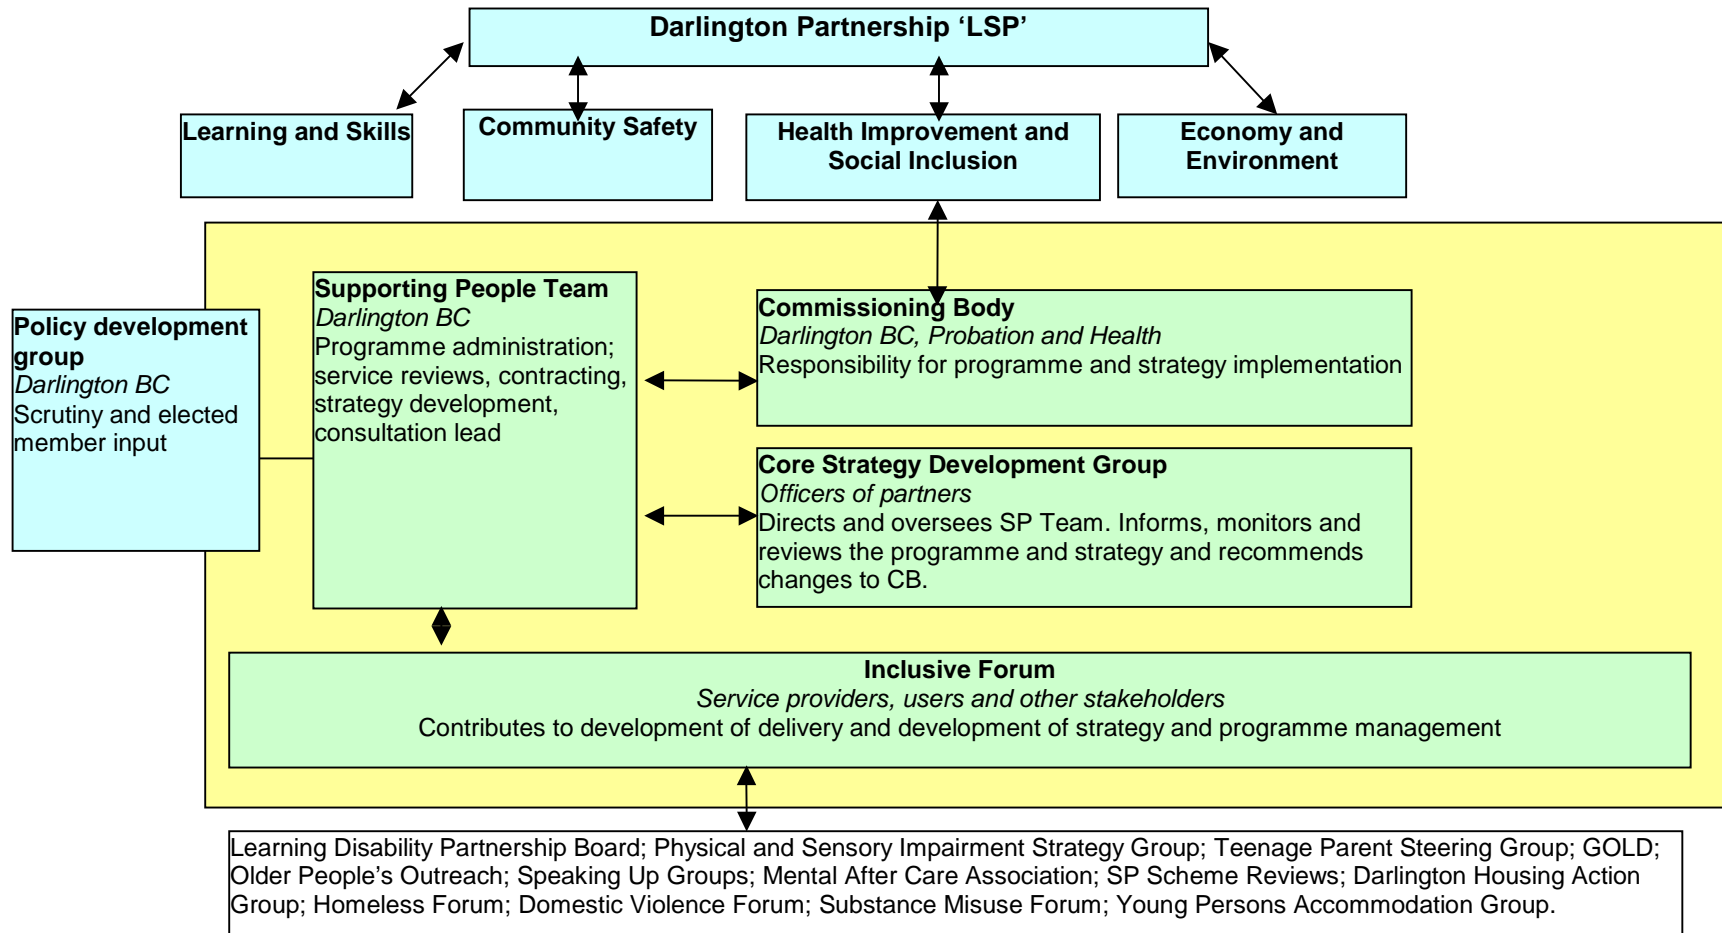 Darlington Partnership ‘LSP’
Learning and Skills
Community Safety
Health Improvement and
Social Inclusion
Economy and
Environment
Policy development
group
Darlington BC
Scrutiny and elected
member input
Supporting People Team
Darlington BC
Programme administration;
service reviews, contracting,
strategy development,
consultation lead
Commissioning Body
Darlington BC, Probation and Health
Responsibility for programme and strategy implementation
Core Strategy Development Group
Officers of partners
Directs and oversees SP Team. Informs, monitors and
reviews the programme and strategy and recommends
changes to CB.
Inclusive Forum
Service providers, users and other stakeholders
Contributes to development of delivery and development of strategy and programme management
Learning Disability Partnership Board; Physical and Sensory Impairment Strategy Group; Teenage Parent Steering Group; GOLD;
Older People’s Outreach; Speaking Up Groups; Mental After Care Association; SP Scheme Reviews; Darlington Housing Action
Group; Homeless Forum; Domestic Violence Forum; Substance Misuse Forum; Young Persons Accommodation Group.